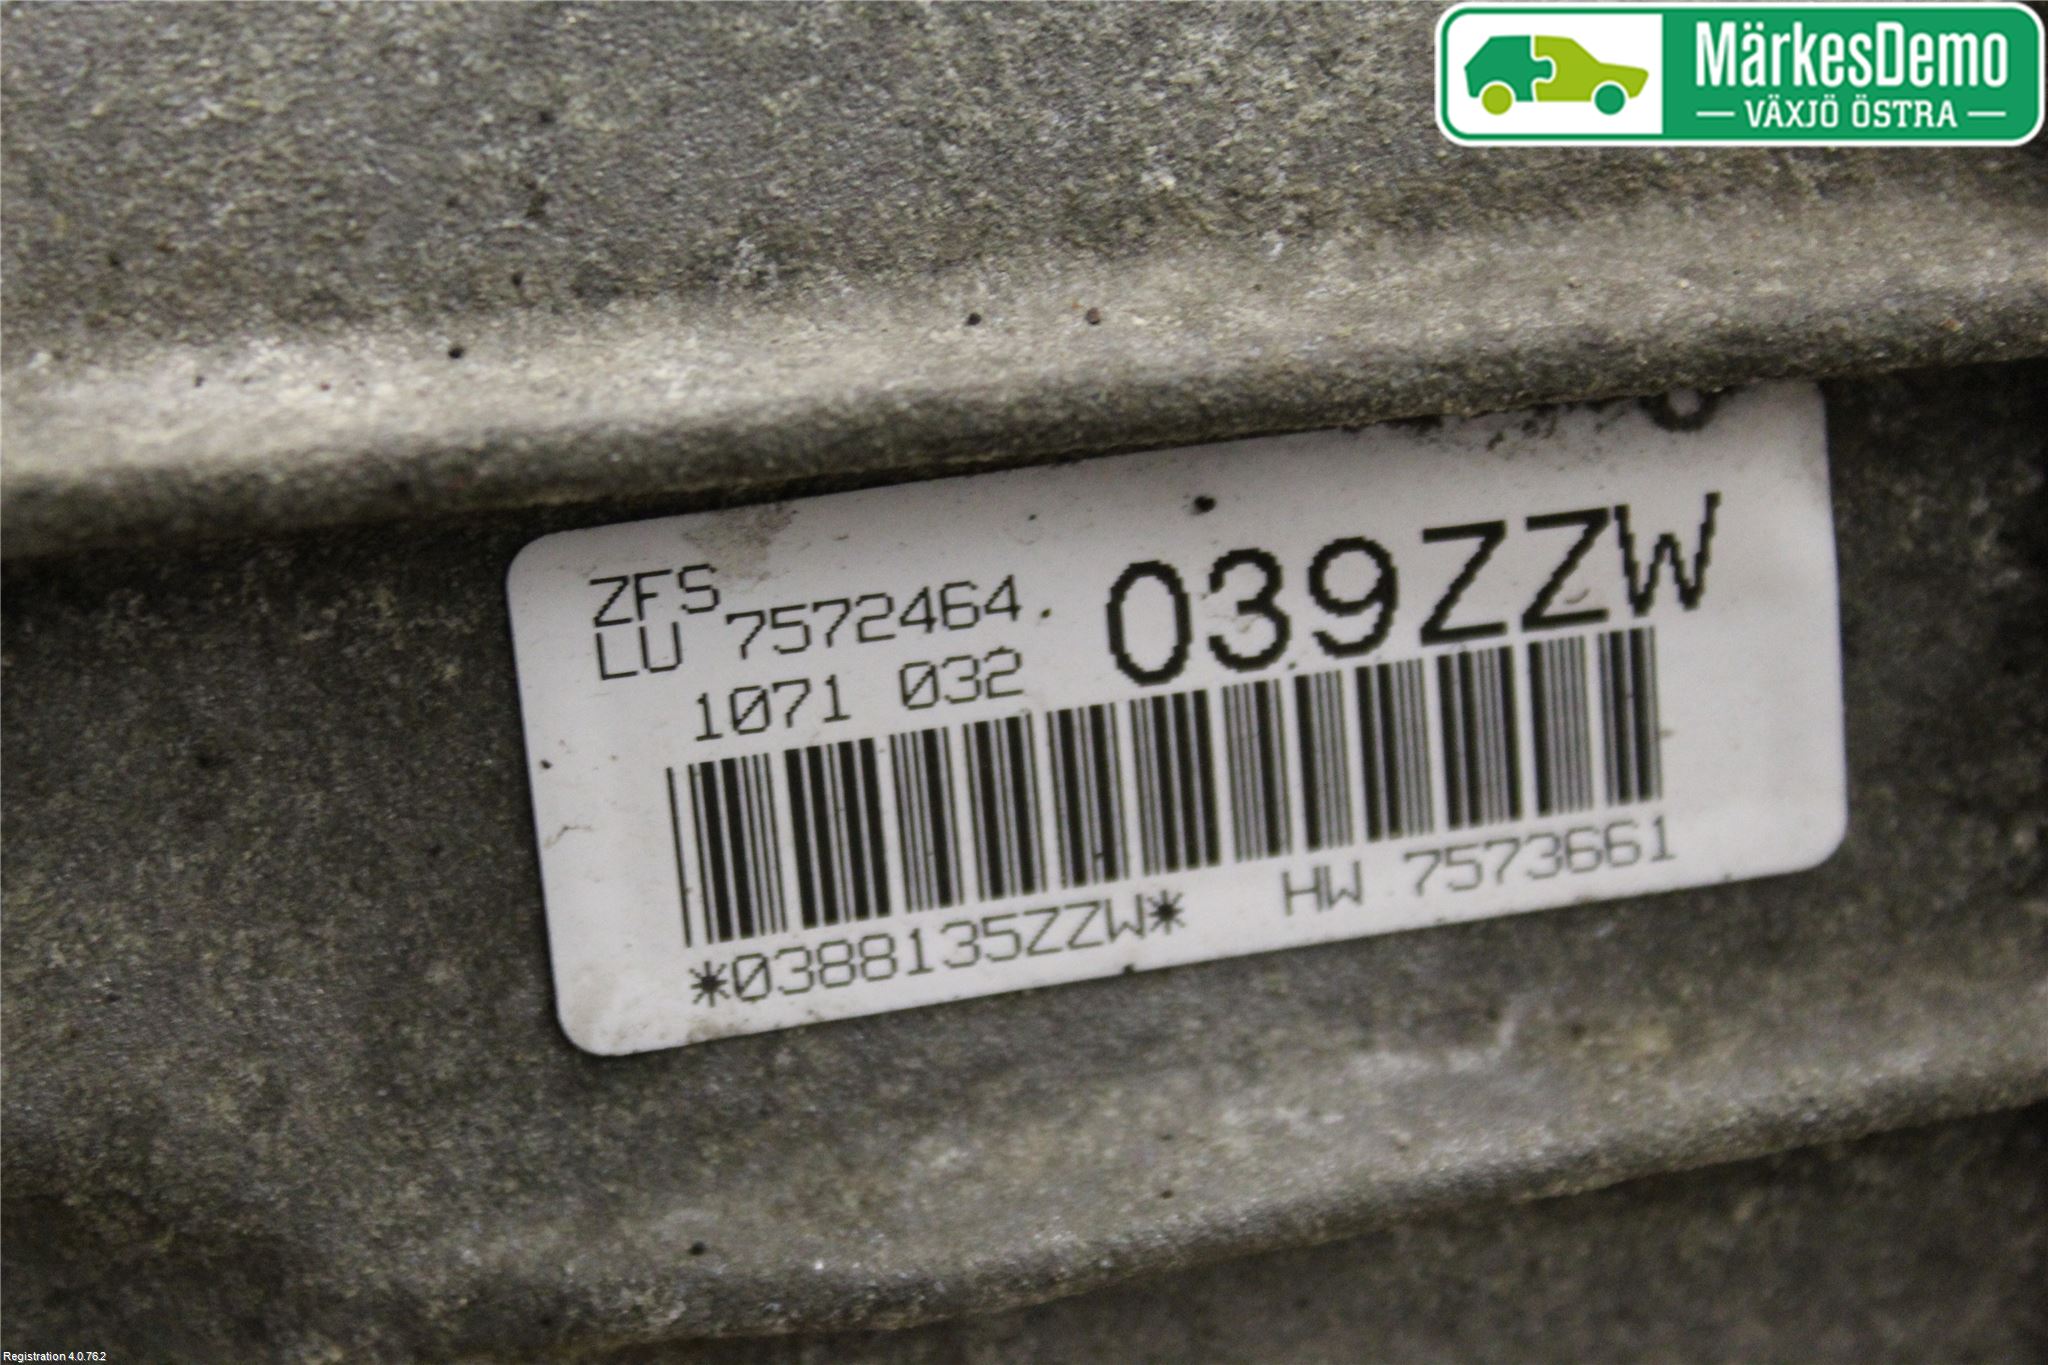 MärkesDemo
VÄXJÖ ÖSTRA
ZFS
LU 7572464
039ZZW
1071 032
*0388135ZZW*
HW 7573661
Registration 4.0.76.2